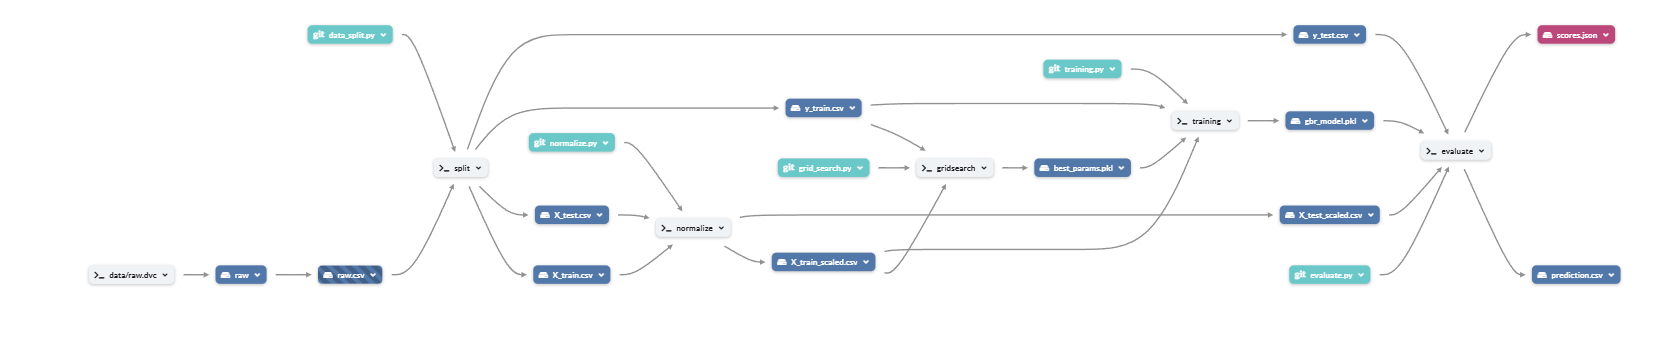 git data_split.py
y_test.csv
scores.json
git training.py
y_train.csv
>_ training
gbr_model.pkl
git normalize.py
>_ evaluate
>_ split
git grid_search.py
>_ gridsearch
best_params.pkl
X_test.csv
X_test_scaled.csv
>_ normalize
X_train_scaled.csv
>_ data/raw.dvc
raw
raw.csv
X_train.csv
git evaluate.py
prediction.csv